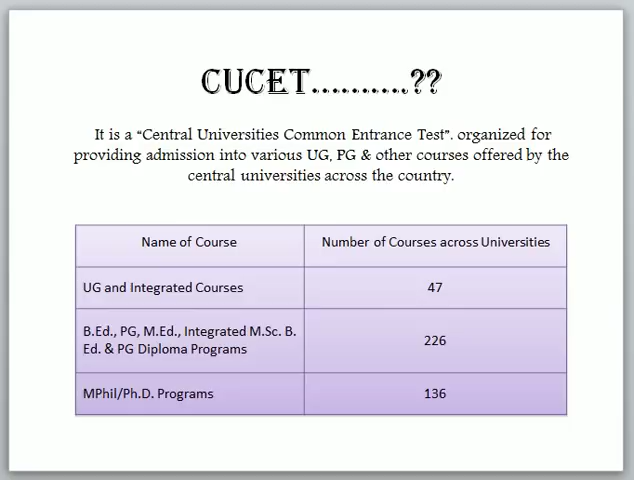 CUCET..........??
It is a “Central Universities Common Entrance Test”. organized for
providing admission into various UG, PG & other courses offered by the
central universities across the country.
Name of Course
Number of Courses across Universities
UG and Integrated Courses
47
B.Ed., PG, M.Ed., Integrated M.Sc. B.
Ed. & PG Diploma Programs
226
MPhil/Ph.D. Programs
136